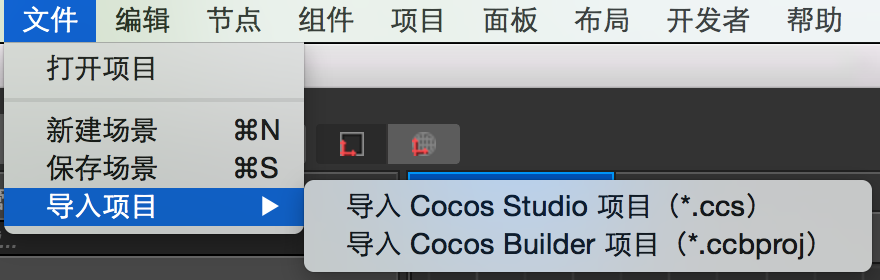 文件 编辑 节点 组件 项目 面板 布局 开发者 帮助
打开项目
新建场景 ⌘N
保存场景 ⌘S
导入项目 ▶
导入 Cocos Studio 项目（*.ccs）
导入 Cocos Builder 项目（*.ccbproj）